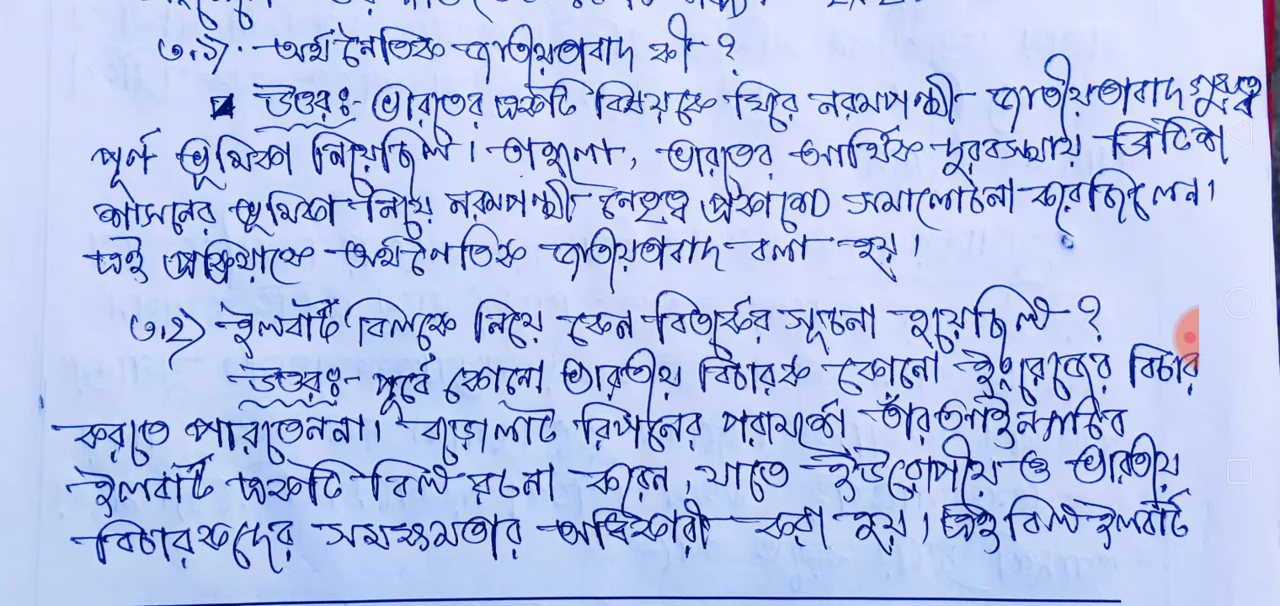 ৩.১) অর্থনৈতিক জাতীয়তাবাদ কী ?
উত্তরঃ- ভারতের একটি বিষয়কে ঘিরে নরমপন্থী জাতীয়তাবাদ গুরুত্ব
পূর্ণ ভূমিকা নিয়েছিল। তাহলো, ভারতের আর্থিক দুরবস্থায় ব্রিটিশ
শাসনের ভূমিকা নিয়ে নরমপন্থী নেতৃত্ব প্রকাশ্যে সমালোচনা করেছিলেন।
এই প্রক্রিয়াকে অর্থনৈতিক জাতীয়তাবাদ বলা হয়।
৩.২) ইলবার্ট বিলকে নিয়ে কেন বিতর্কের সূচনা হয়েছিল ?
উত্তরঃ- পূর্বে কোনো ভারতীয় বিচারক কোনো ইংরেজের বিচার
করতে পারতেননা। বড়োলাট রিপনের পরামর্শে তাঁর আইনসচিব
ইলবার্ট একটি বিল রচনা করেন, যাতে ইউরোপীয় ও ভারতীয়
বিচারকদের সমক্ষমতার অধিকারী করা হয়। এই বিল ইলবার্ট